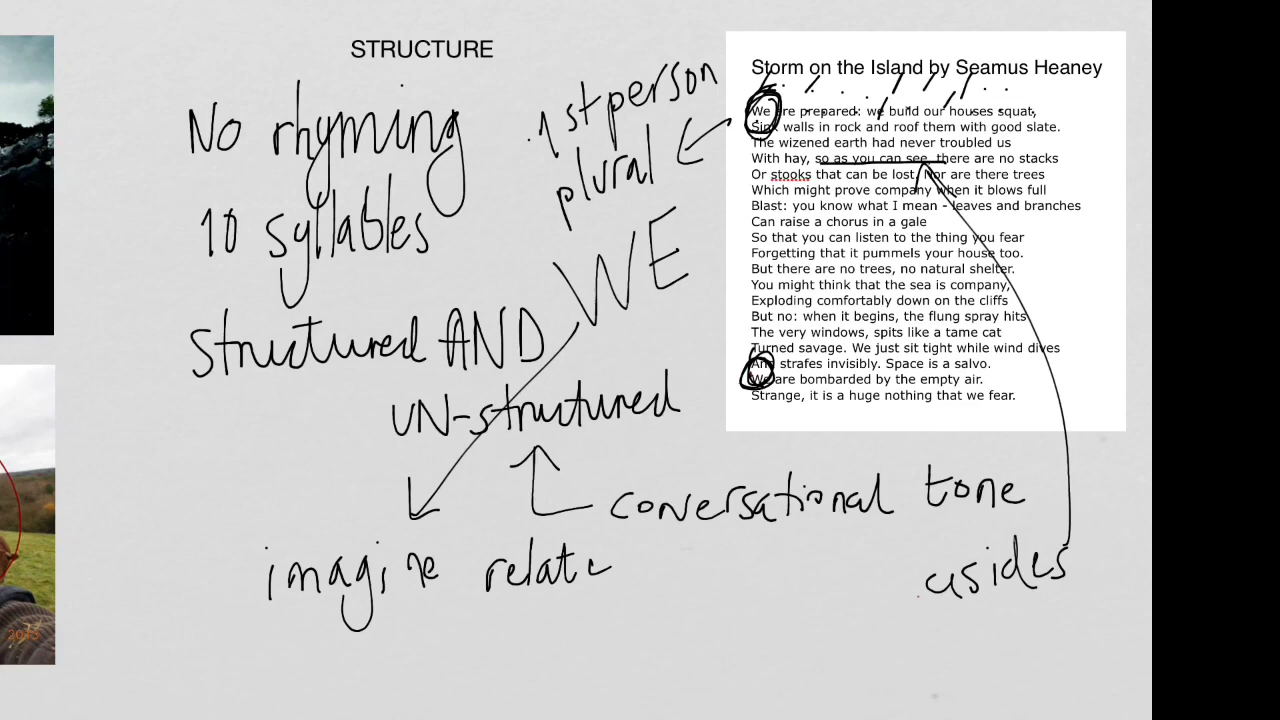 STRUCTURE
No rhyming
10 syllables
structured AND
UN-structured
1st person
plural
WE
conversational tone
imagine relate
asides
Storm on the Island by Seamus Heaney
We are prepared: we build our houses squat,
Sink walls in rock and roof them with good slate.
The wizened earth had never troubled us
With hay, so as you can see, there are no stacks
Or stooks that can be lost. Nor are there trees
Which might prove company when it blows full
Blast: you know what I mean - leaves and branches
Can raise a chorus in a gale
So that you can listen to the thing you fear
Forgetting that it pummels your house too.
But there are no trees, no natural shelter.
You might think that the sea is company,
Exploding comfortably down on the cliffs
But no: when it begins, the flung spray hits
The very windows, spits like a tame cat
Turned savage. We just sit tight while wind dives
And strafes invisibly. Space is a salvo.
We are bombarded by the empty air.
Strange, it is a huge nothing that we fear.